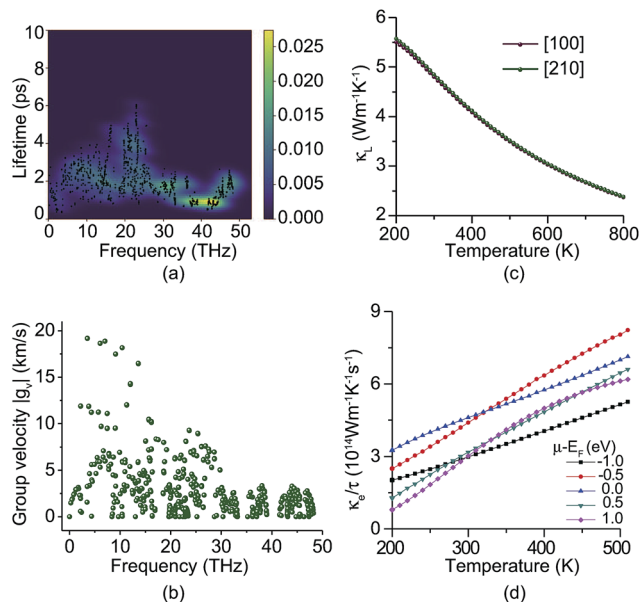 10
8
6
4
2
0
Lifetime (ps)
0 10 20 30 40 50
Frequency (THz)
0.025
0.020
0.015
0.010
0.005
0.000
(a)
6
5
4
3
2
κL (Wm-1K-1)
[100]
[210]
200 400 600 800
Temperature (K)
(c)
20
15
10
5
0
Group velocity |gv| (km/s)
0 10 20 30 40 50
Frequency (THz)
(b)
9
6
3
0
κe/τ (10^14Wm-1K-1s-1)
μ-EF (eV)
-1.0
-0.5
0.0
0.5
1.0
200 300 400 500
Temperature (K)
(d)